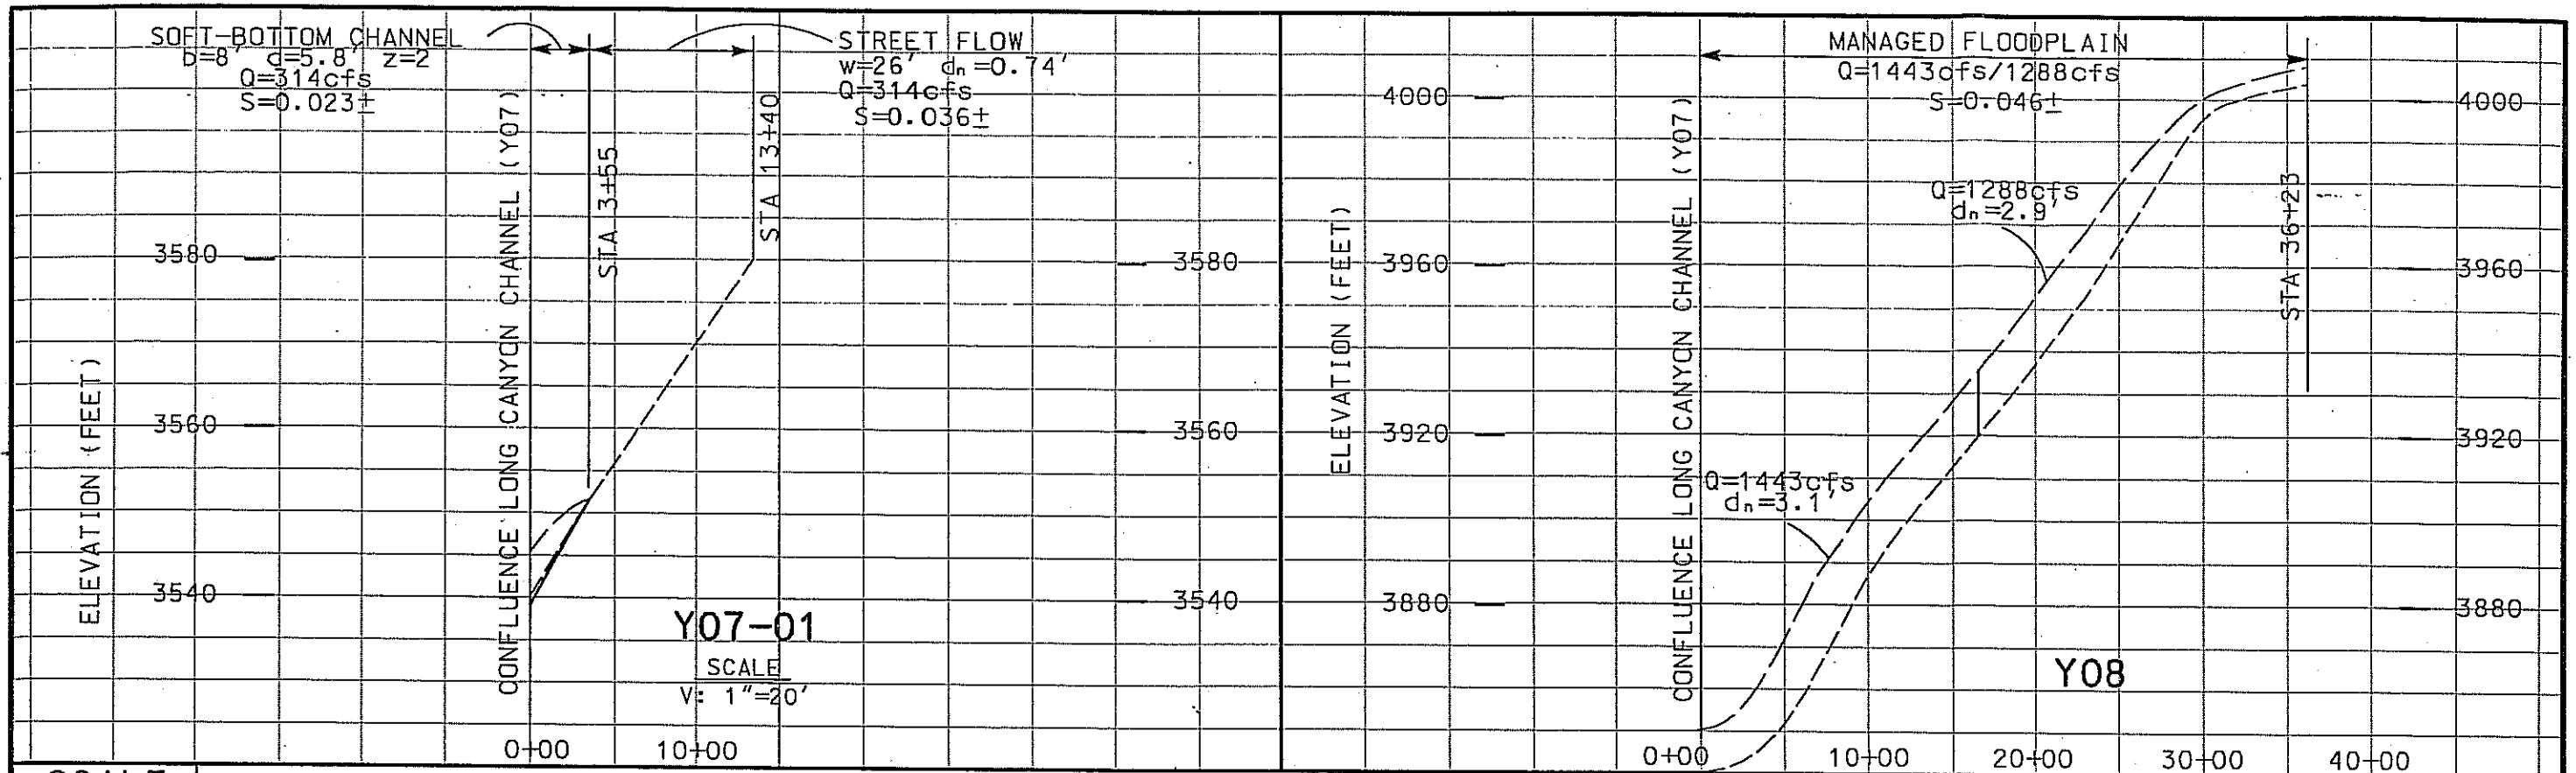 SOFT-BOTTOM CHANNEL
b=8' d=5.8' z=2
Q=314cfs
S=0.023±
STREET FLOW
w=26' dn=0.74'
Q=314cfs
S=0.036±
CONFLUENCE LONG CANYON CHANNEL (Y07)
STA 3+55
STA 13+40
ELEVATION (FEET)
3580
3580
3560
3560
3540
3540
Y07-01
SCALE
V: 1"=20'
0+00
10+00
MANAGED FLOODPLAIN
Q=1443cfs/1288cfs
S=0.046±
ELEVATION (FEET)
CONFLUENCE LONG CANYON CHANNEL (Y07)
STA 36+23
4000
4000
Q=1288cfs
dn=2.9'
3960
3960
3920
3920
Q=1443cfs
dn=3.1'
3880
3880
Y08
0+00
10+00
20+00
30+00
40+00